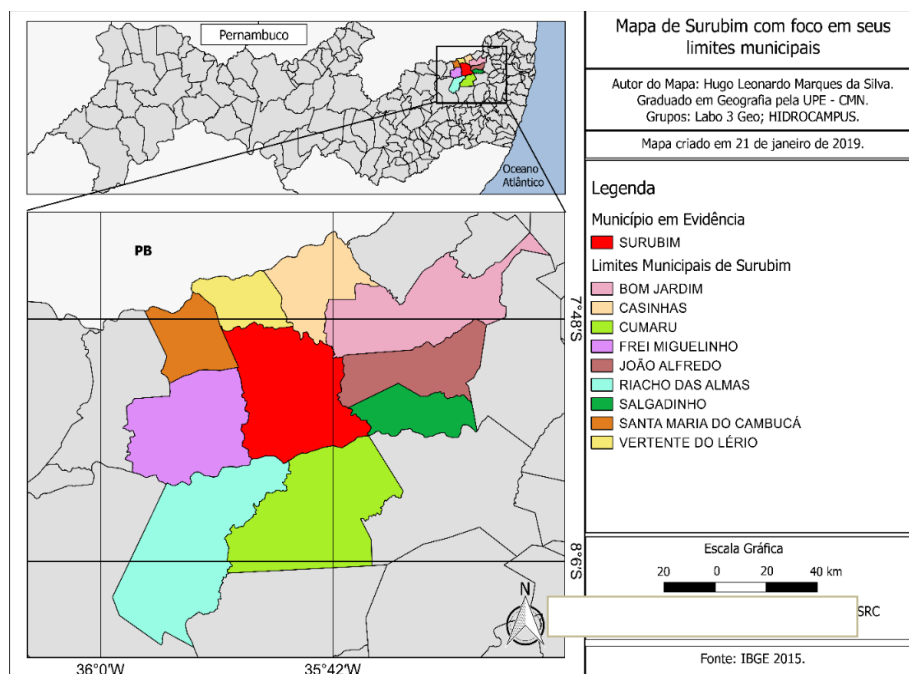 Pernambuco
Oceano
Atlântico
PB
7°48'S
8°6'S
36°0'W
35°42'W
N
Mapa de Surubim com foco em seus
limites municipais
Autor do Mapa: Hugo Leonardo Marques da Silva.
Graduado em Geografia pela UPE - CMN.
Grupos: Labo 3 Geo; HIDROCAMPUS.
Mapa criado em 21 de janeiro de 2019.
Legenda
Município em Evidência
SURUBIM
Limites Municipais de Surubim
BOM JARDIM
CASINHAS
CUMARU
FREI MIGUELINHO
JOÃO ALFREDO
RIACHO DAS ALMAS
SALGADINHO
SANTA MARIA DO CAMBUCÁ
VERTENTE DO LÉRIO
Escala Gráfica
20 0 20 40 km
SRC
Fonte: IBGE 2015.